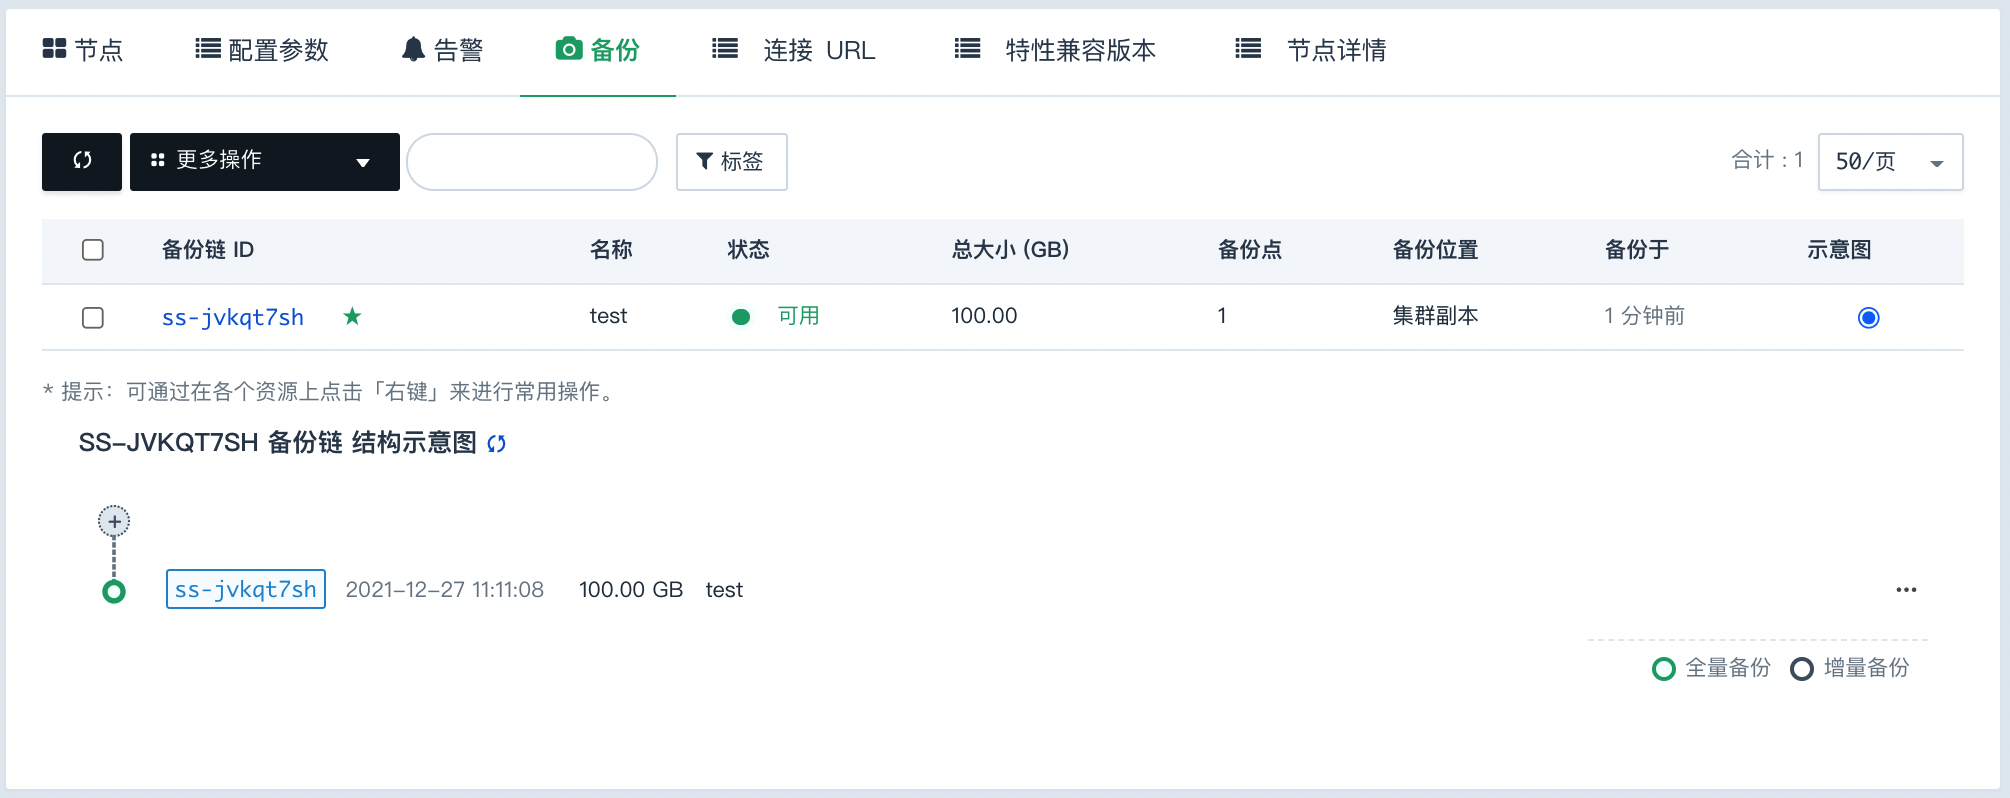 节点 配置参数 告警 备份 连接 URL 特性兼容版本 节点详情
更多操作 标签 合计 : 1 50/页
备份链 ID 名称 状态 总大小 (GB) 备份点 备份位置 备份于 示意图
ss-jvkqt7sh test 可用 100.00 1 集群副本 1 分钟前
* 提示：可通过在各个资源上点击「右键」来进行常用操作。
SS-JVKQT7SH 备份链 结构示意图
ss-jvkqt7sh 2021-12-27 11:11:08 100.00 GB test
全量备份 增量备份